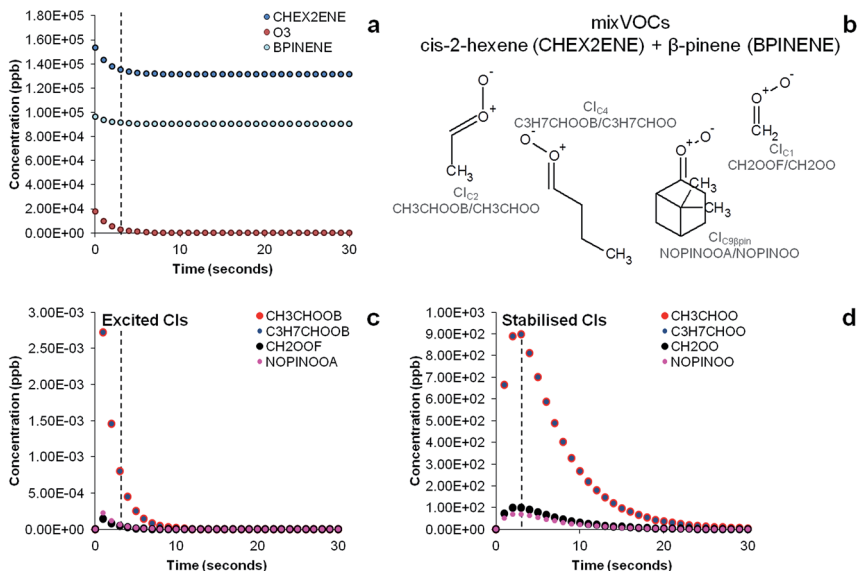 1.80E+05
1.60E+05
1.40E+05
1.20E+05
1.00E+05
8.00E+04
6.00E+04
4.00E+04
2.00E+04
0.00E+00
Concentration (ppb)
0 10 20 30
Time (seconds)
CHEX2ENE
O3
BPINENE
a
mixVOCs
b
cis-2-hexene (CHEX2ENE) + β-pinene (BPINENE)
O-
O+
CH3
CIC2
CH3CHOOB/CH3CHOO
CIC4
C3H7CHOOB/C3H7CHOO
O-
O+
CH3
O+ O-
CH3
CH3
CIC9βpin
NOPINOOA/NOPINOO
O-
O+
CH2
CIC1
CH2OOF/CH2OO
3.00E-03
2.50E-03
2.00E-03
1.50E-03
1.00E-03
5.00E-04
0.00E+00
Concentration (ppb)
0 10 20 30
Time (seconds)
Excited CIs
CH3CHOOB
C3H7CHOOB
CH2OOF
NOPINOOA
c
1.00E+03
9.00E+02
8.00E+02
7.00E+02
6.00E+02
5.00E+02
4.00E+02
3.00E+02
2.00E+02
1.00E+02
0.00E+00
Concentration (ppb)
0 10 20 30
Time (seconds)
Stabilised CIs
CH3CHOO
C3H7CHOO
CH2OO
NOPINOO
d